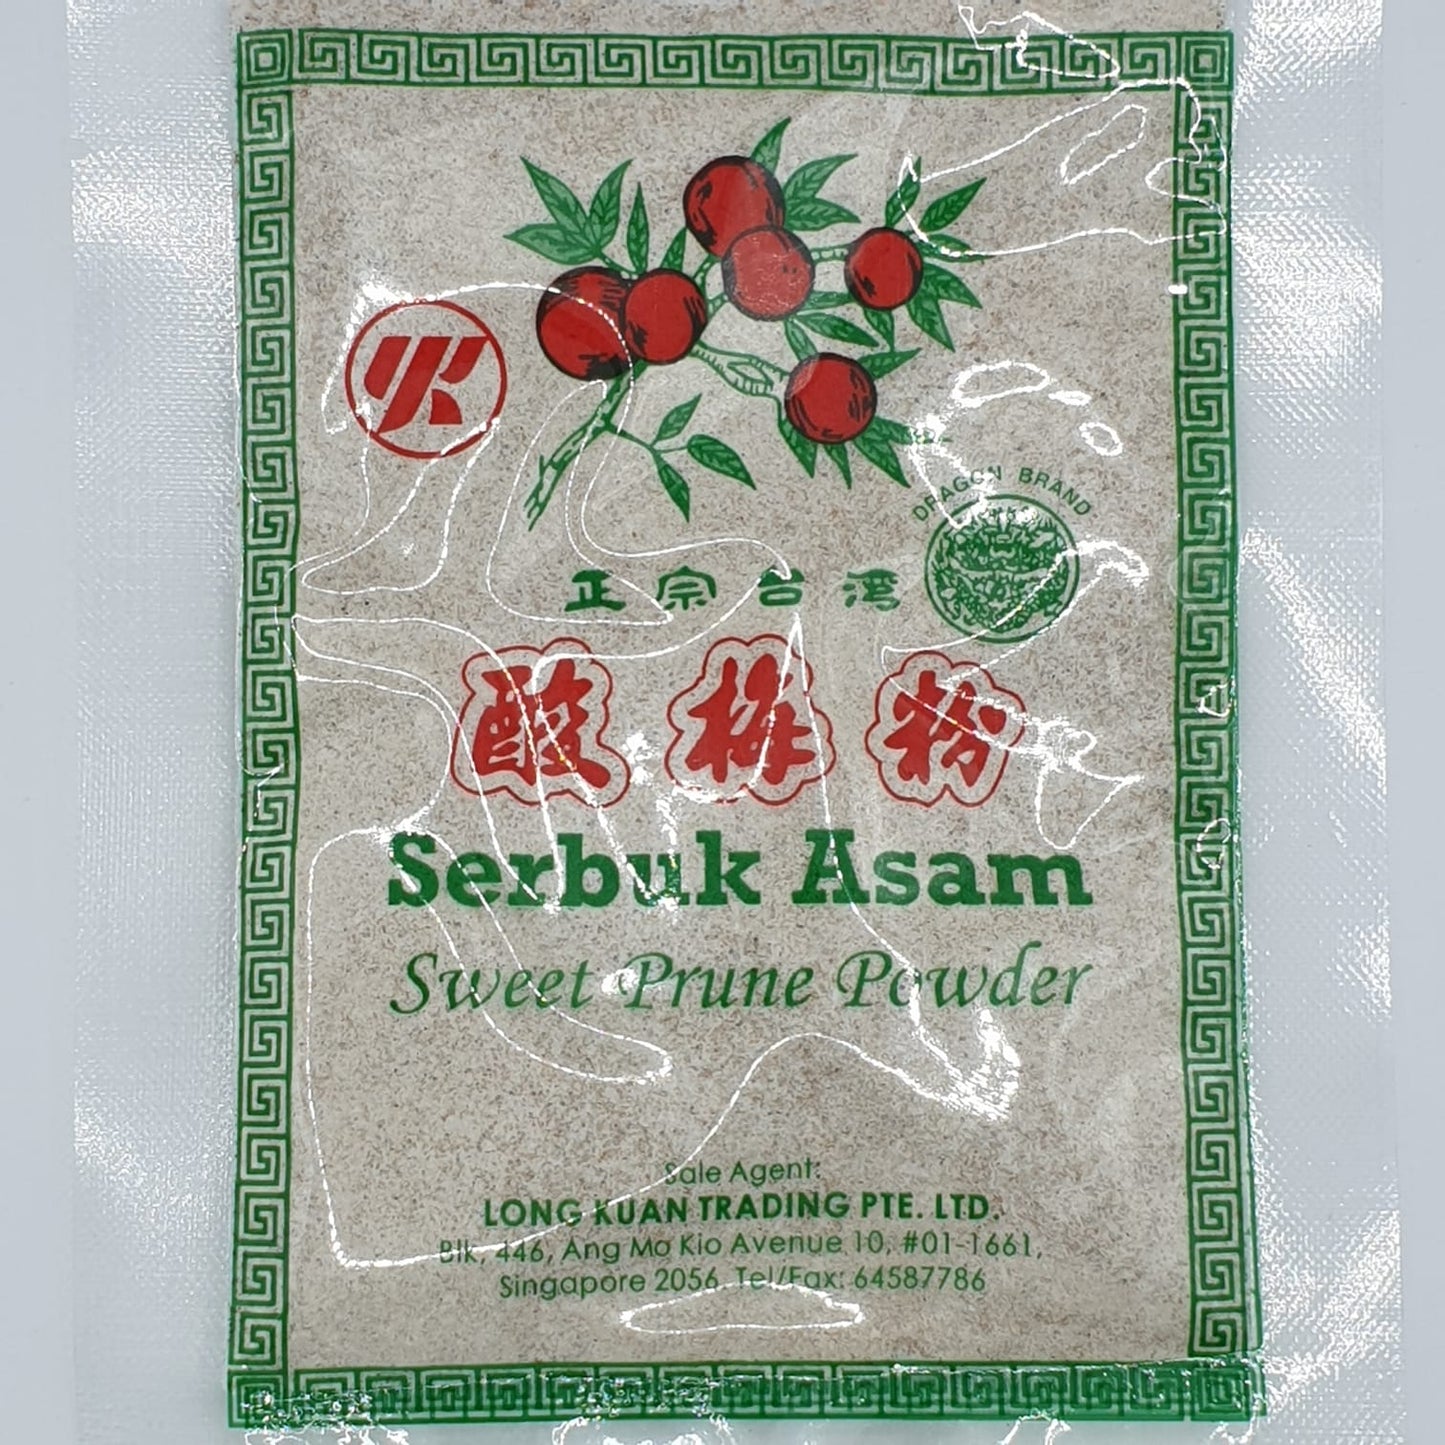 DRAGON BRAND
正宗台湾
酸梅粉
Serbuk Asam
Sweet Prune Powder
Sale Agent:
LONG KUAN TRADING PTE. LTD.
Blk, 446, Ang Mo Kio Avenue 10, #01-1661,
Singapore 2056 Tel/Fax: 64587786